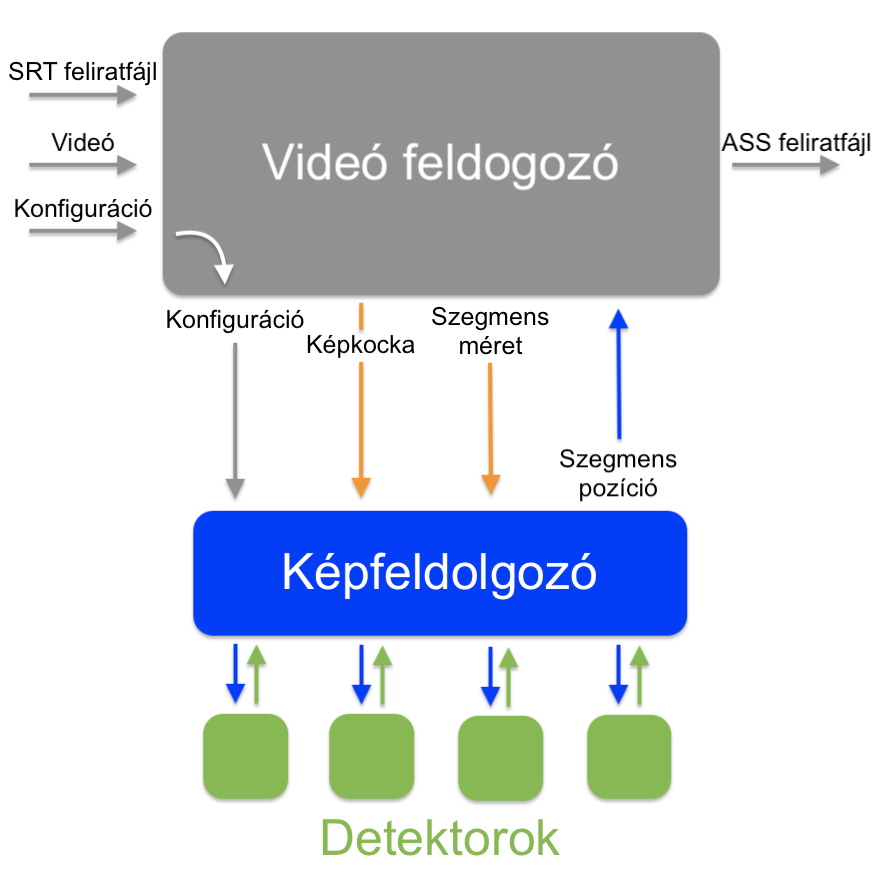 SRT feliratfájl
Videó
Konfiguráció
Videó feldogozó
ASS feliratfájl
Konfiguráció
Képkocka
Szegmens
méret
Szegmens
pozíció
Képfeldolgozó
Detektorok